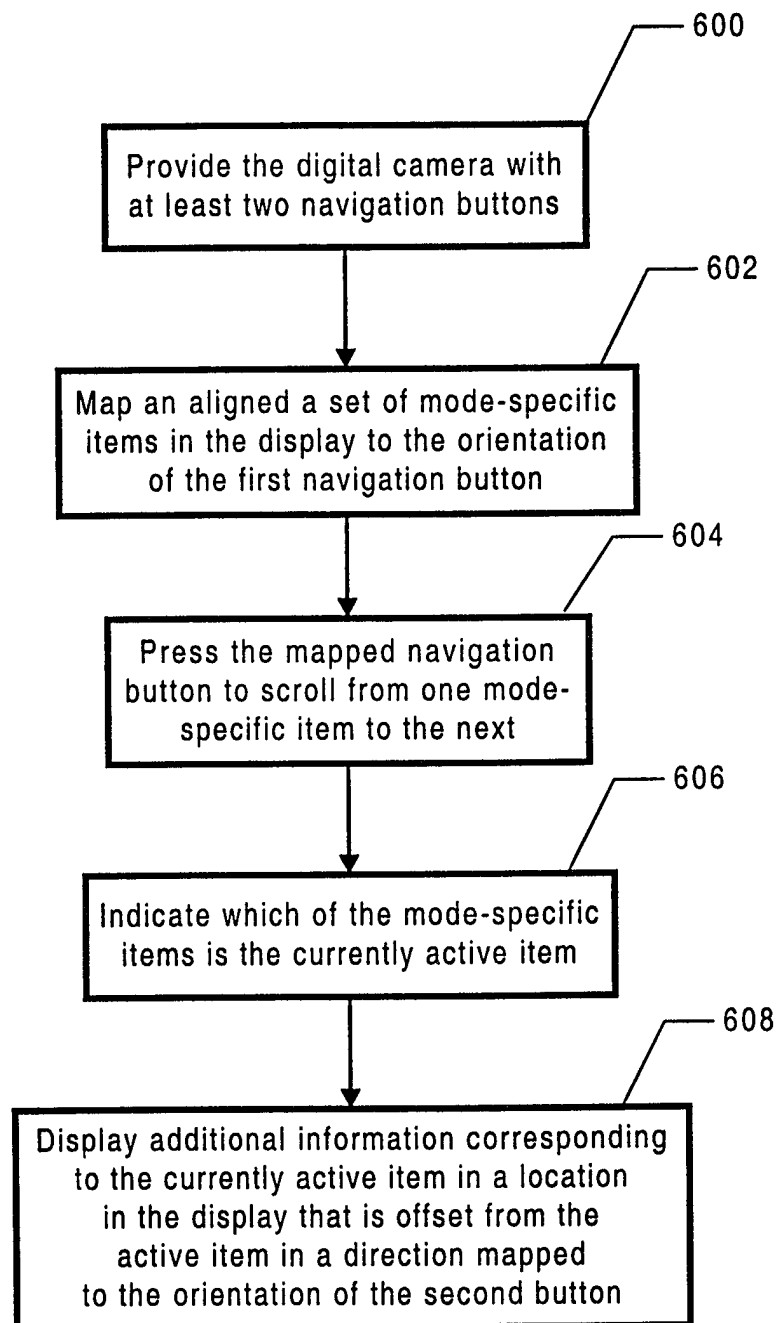 600
Provide the digital camera with
at least two navigation buttons
602
Map an aligned a set of mode-specific
items in the display to the orientation
of the first navigation button
604
Press the mapped navigation
button to scroll from one mode-
specific item to the next
606
Indicate which of the mode-specific
items is the currently active item
608
Display additional information corresponding
to the currently active item in a location
in the display that is offset from the
active item in a direction mapped
to the orientation of the second button